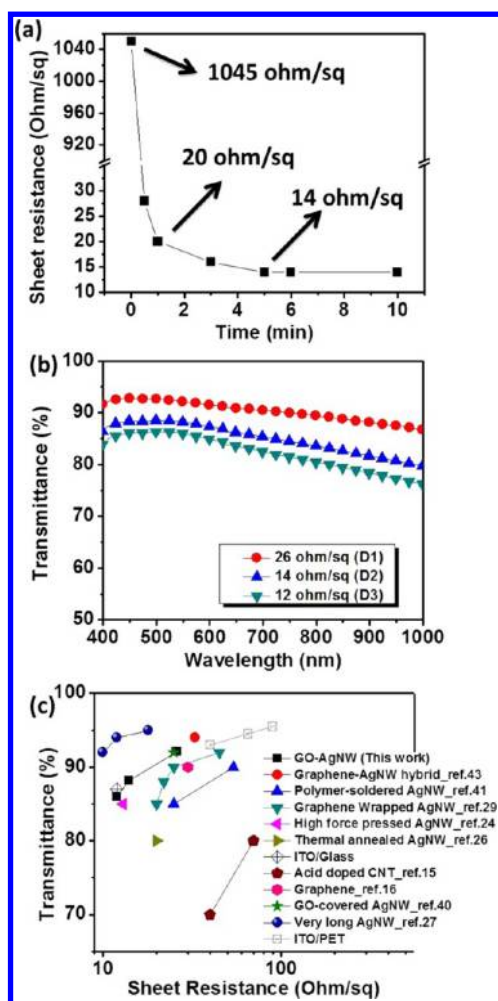 (a)
1040
1000
960
920
30
25
20
15
10
Sheet resistance (Ohm/sq)
1045 ohm/sq
20 ohm/sq
14 ohm/sq
0 2 4 6 8 10
Time (min)
(b)
100
90
80
70
60
50
Transmittance (%)
26 ohm/sq (D1)
14 ohm/sq (D2)
12 ohm/sq (D3)
400 500 600 700 800 900 1000
Wavelength (nm)
(c)
100
90
80
70
Transmittance (%)
GO-AgNW (This work)
Graphene-AgNW hybrid_ref.43
Polymer-soldered AgNW_ref.41
Graphene Wrapped AgNW_ref.29
High force pressed AgNW_ref.24
Thermal annealed AgNW_ref.26
ITO/Glass
Acid doped CNT_ref.15
Graphene_ref.16
GO-covered AgNW_ref.40
Very long AgNW_ref.27
ITO/PET
10 100
Sheet Resistance (Ohm/sq)